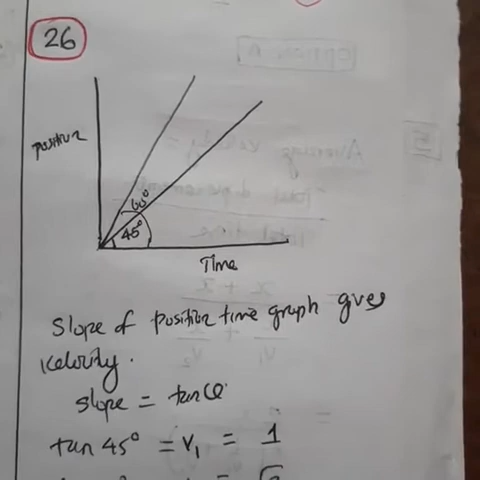 26
position
60°
45°
Time
Slope of position time graph gives
velocity.
slope = tanθ
tan 45° = V₁ = 1